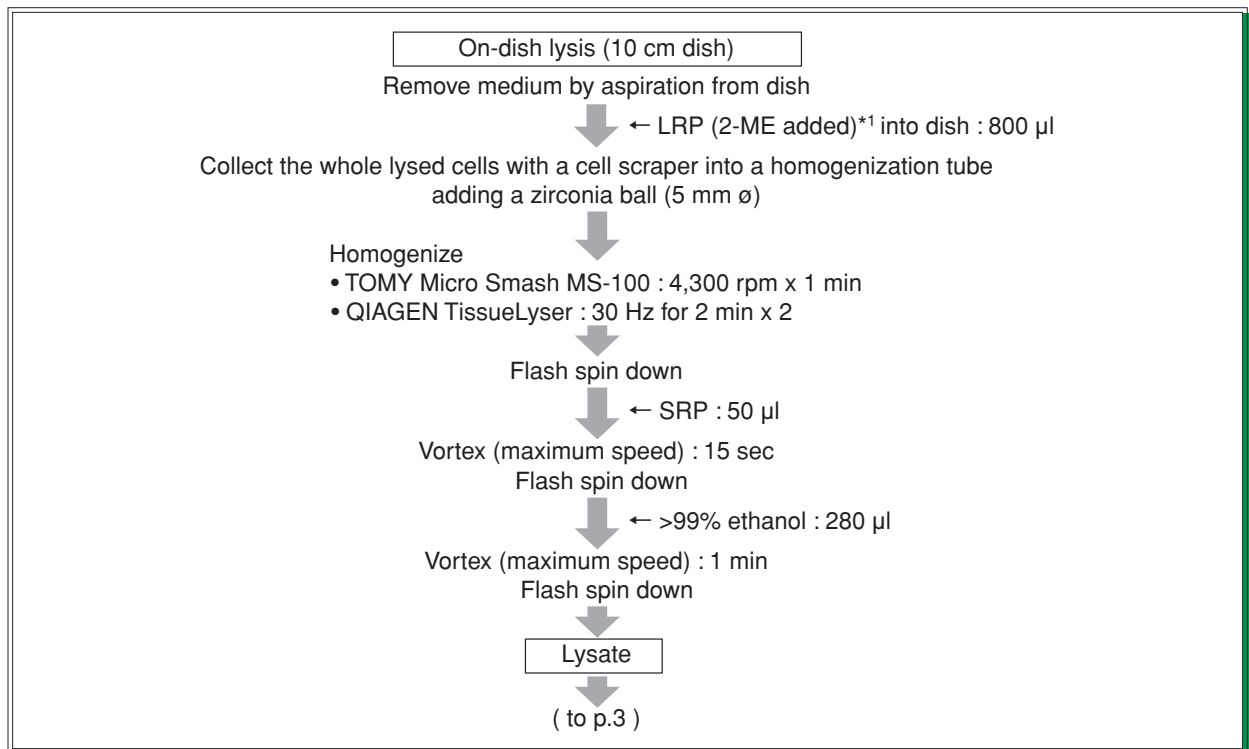 On-dish lysis (10 cm dish)
Remove medium by aspiration from dish
← LRP (2-ME added)*1 into dish : 800 µl
Collect the whole lysed cells with a cell scraper into a homogenization tube
adding a zirconia ball (5 mm ø)
Homogenize
• TOMY Micro Smash MS-100 : 4,300 rpm x 1 min
• QIAGEN TissueLyser : 30 Hz for 2 min x 2
Flash spin down
← SRP : 50 µl
Vortex (maximum speed) : 15 sec
Flash spin down
← >99% ethanol : 280 µl
Vortex (maximum speed) : 1 min
Flash spin down
Lysate
( to p.3 )